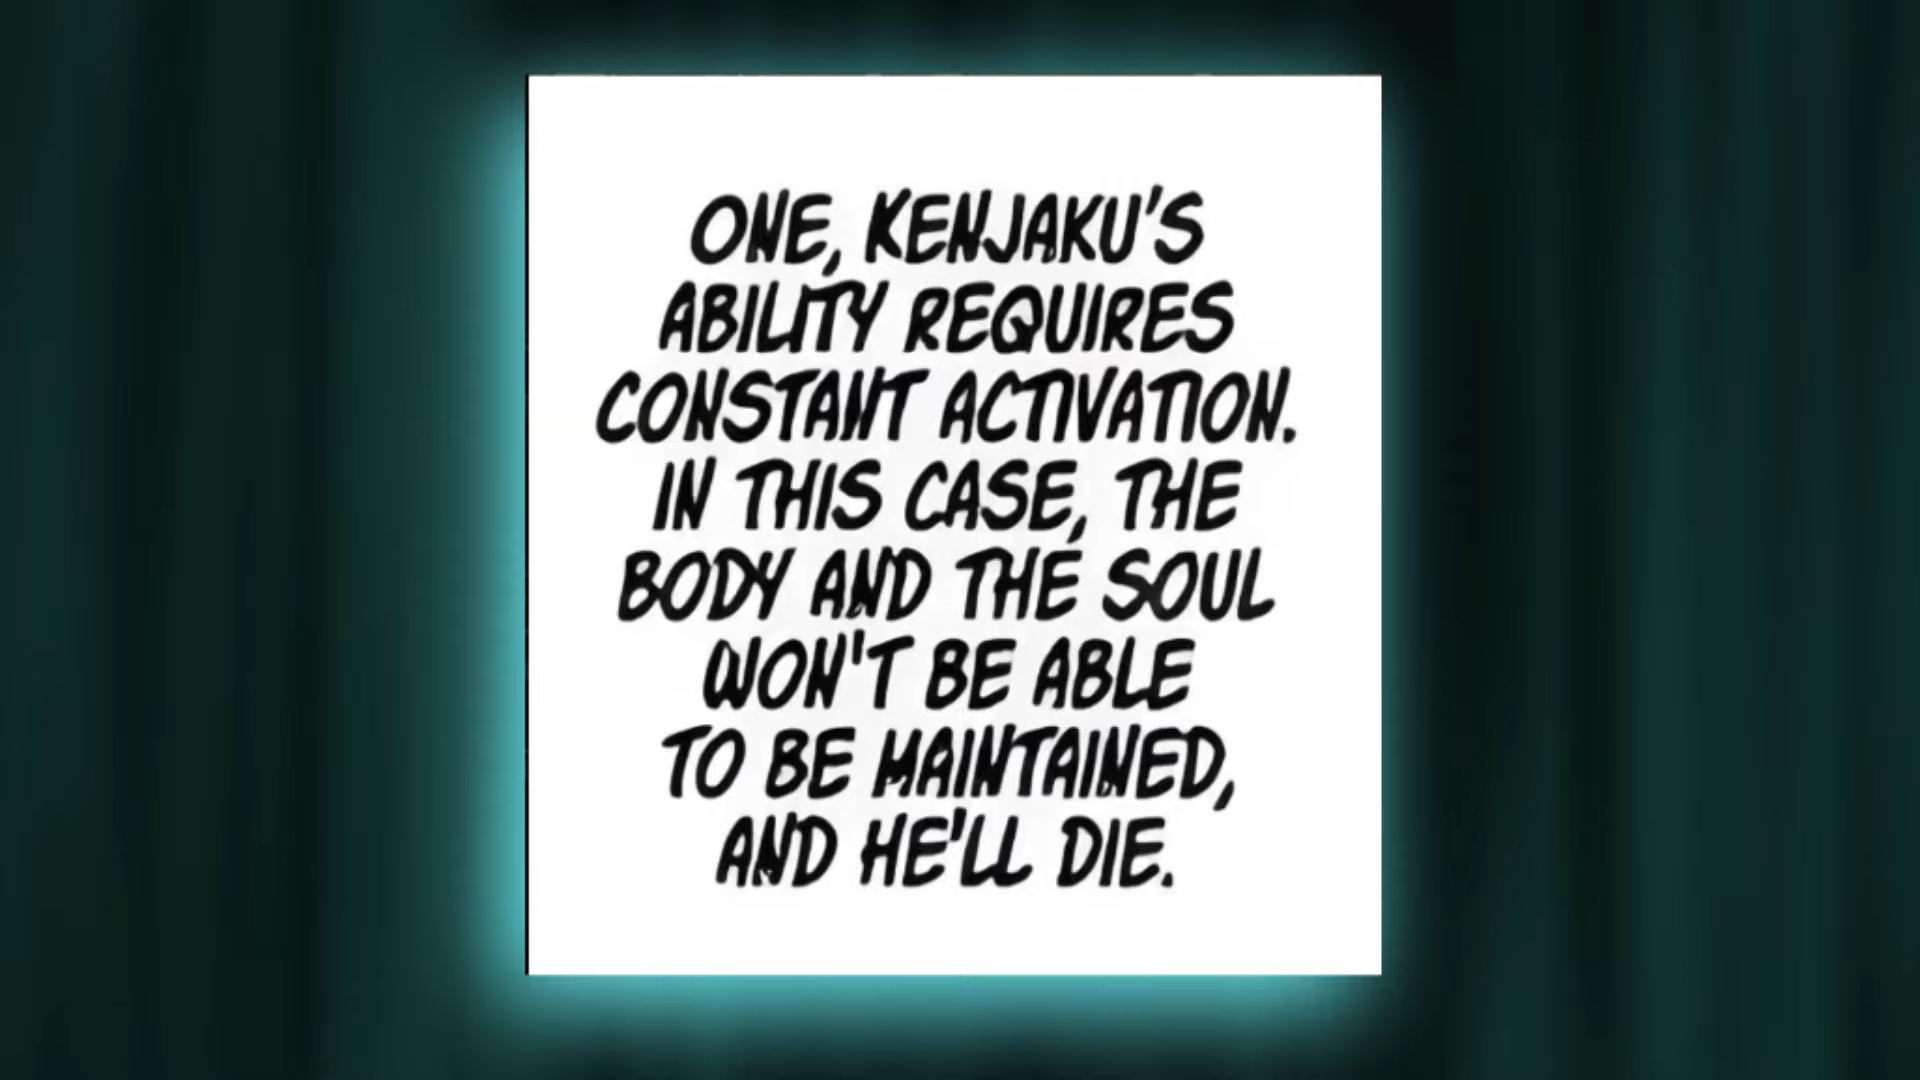 ONE, KENJAKU'S
ABILITY REQUIRES
CONSTANT ACTIVATION.
IN THIS CASE, THE
BODY AND THE SOUL
WON'T BE ABLE
TO BE MAINTAINED,
AND HE'LL DIE.